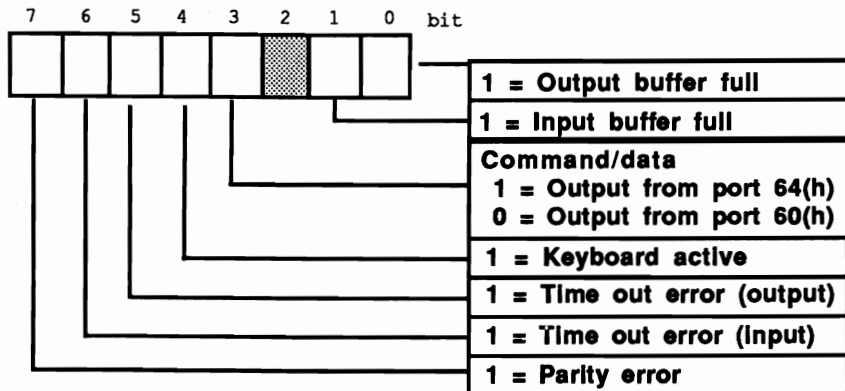 7 6 5 4 3 2 1 0 bit
1 = Output buffer full
1 = Input buffer full
Command/data
1 = Output from port 64(h)
0 = Output from port 60(h)
1 = Keyboard active
1 = Time out error (output)
1 = Time out error (input)
1 = Parity error